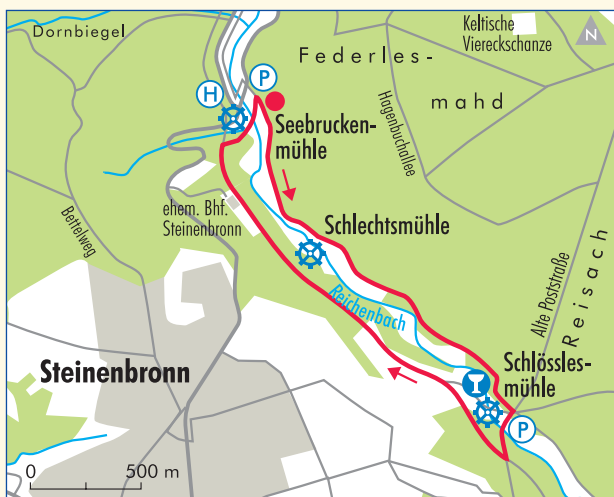 Dornbiegel
Keltische
Viereckschanze
N
Federles-
mahd
H
P
Hagenbuchallee
Seebrucken-
mühle
ehem. Bhf.
Steinenbronn
Bettelweg
Schlechtsmühle
Reichenbach
Alte Poststraße
Reisach
Steinenbronn
Schlössles-
mühle
P
0 500 m